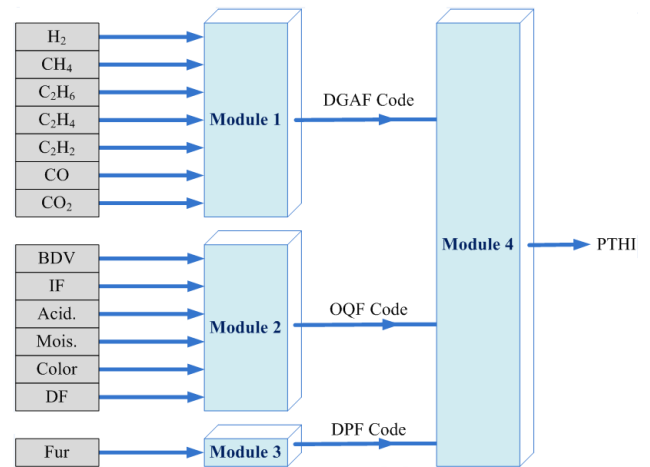 H₂
CH₄
C₂H₆
C₂H₄
C₂H₂
CO
CO₂
Module 1
DGAF Code
BDV
IF
Acid.
Mois.
Color
DF
Module 2
OQF Code
Fur
Module 3
DPF Code
Module 4
PTHI